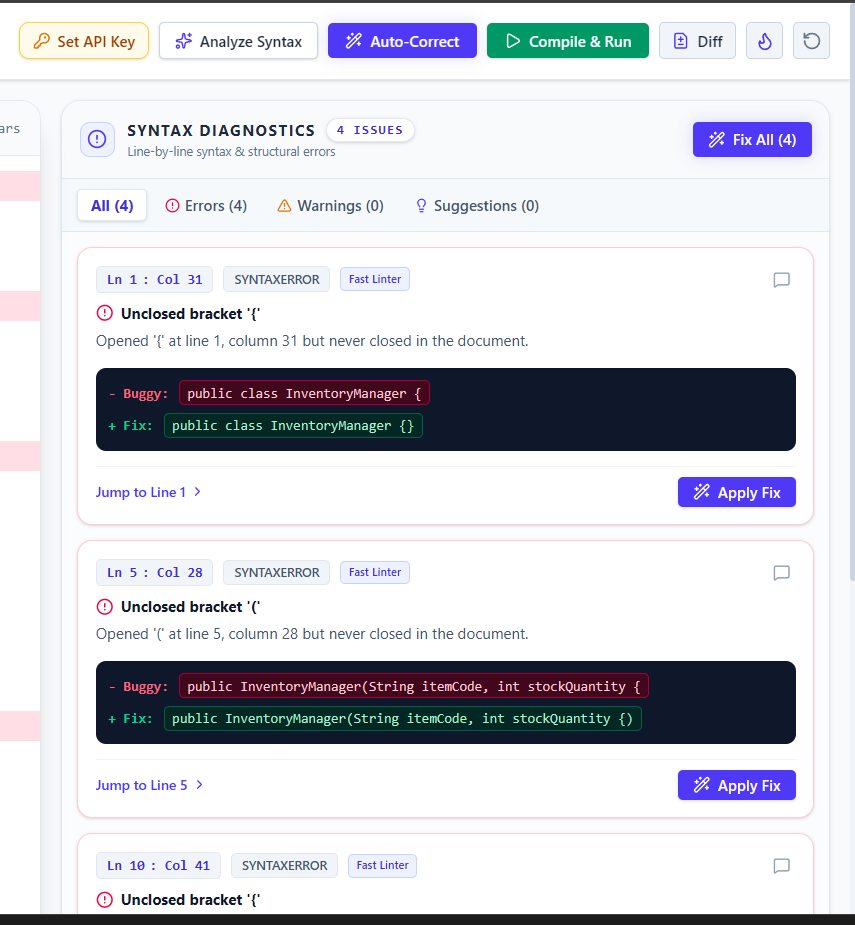 Set API Key Analyze Syntax Auto-Correct Compile & Run Diff
ars
SYNTAX DIAGNOSTICS 4 ISSUES
Line-by-line syntax & structural errors
Fix All (4)
All (4) Errors (4) Warnings (0) Suggestions (0)
Ln 1 : Col 31 SYNTAXERROR Fast Linter
Unclosed bracket '{'
Opened '{' at line 1, column 31 but never closed in the document.
- Buggy: public class InventoryManager {
+ Fix: public class InventoryManager {}
Jump to Line 1 Apply Fix
Ln 5 : Col 28 SYNTAXERROR Fast Linter
Unclosed bracket '('
Opened '(' at line 5, column 28 but never closed in the document.
- Buggy: public InventoryManager(String itemCode, int stockQuantity {
+ Fix: public InventoryManager(String itemCode, int stockQuantity {)
Jump to Line 5 Apply Fix
Ln 10 : Col 41 SYNTAXERROR Fast Linter
Unclosed bracket '{'